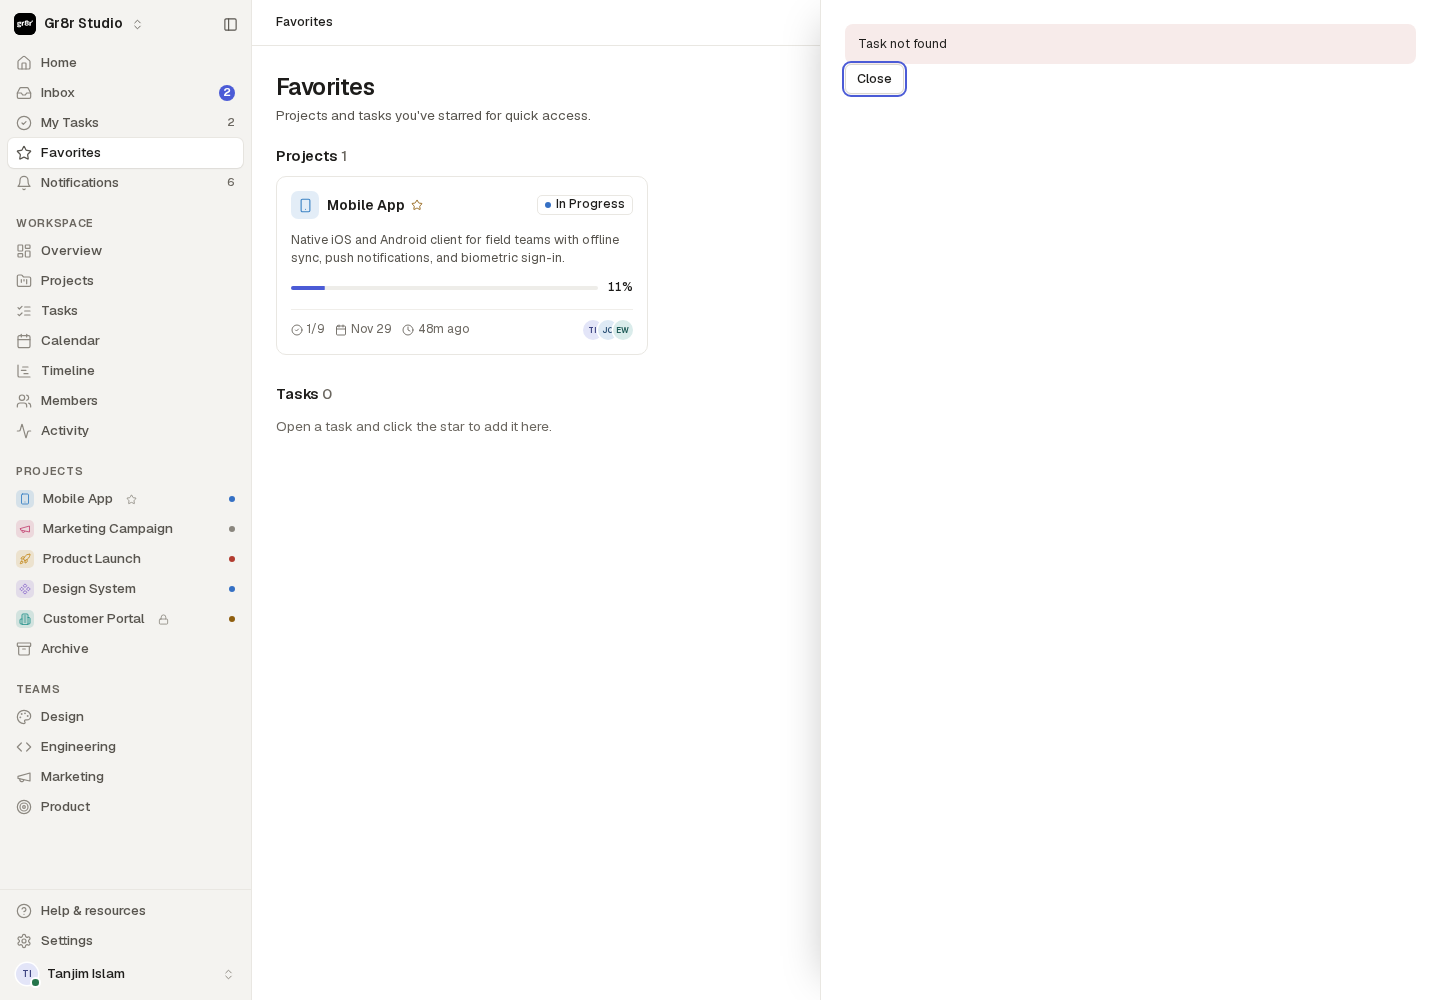 gr8r
Gr8r Studio
Home
Inbox 2
My Tasks 2
Favorites
Notifications 6
WORKSPACE
Overview
Projects
Tasks
Calendar
Timeline
Members
Activity
PROJECTS
Mobile App
Marketing Campaign
Product Launch
Design System
Customer Portal
Archive
TEAMS
Design
Engineering
Marketing
Product
Help & resources
Settings
TI Tanjim Islam
Favorites
Favorites
Projects and tasks you've starred for quick access.
Projects 1
Mobile App In Progress
Native iOS and Android client for field teams with offline
sync, push notifications, and biometric sign-in.
11%
1/9 Nov 29 48m ago TI JC EW
Tasks 0
Open a task and click the star to add it here.
Task not found
Close